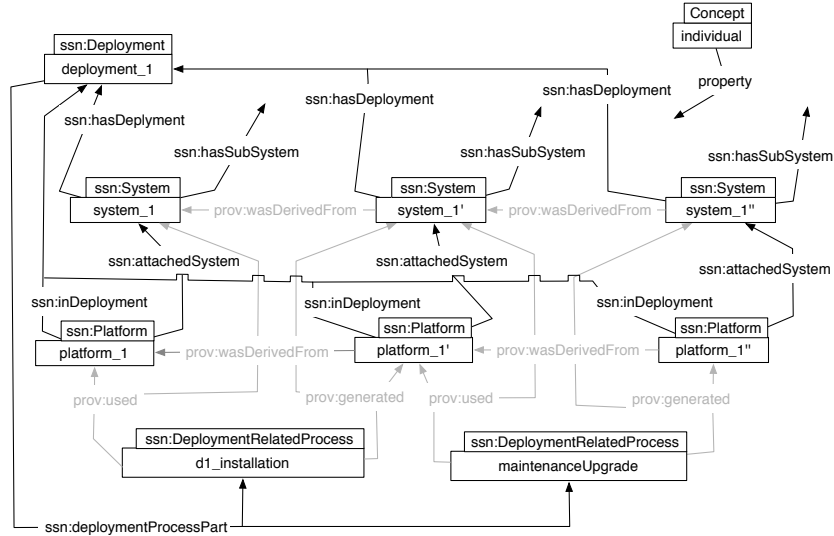 Concept
individual
property
ssn:Deployment
deployment_1
ssn:hasDeplyment
ssn:hasDeployment
ssn:hasDeployment
ssn:hasSubSystem
ssn:hasSubSystem
ssn:hasSubSystem
ssn:System
system_1
prov:wasDerivedFrom
ssn:System
system_1'
prov:wasDerivedFrom
ssn:System
system_1"
ssn:attachedSystem
ssn:attachedSystem
ssn:attachedSystem
ssn:inDeployment
ssn:inDeployment
ssn:inDeployment
ssn:Platform
platform_1
prov:wasDerivedFrom
ssn:Platform
platform_1'
prov:wasDerivedFrom
ssn:Platform
platform_1"
prov:used
prov:generated
prov:used
prov:generated
ssn:DeploymentRelatedProcess
d1_installation
ssn:DeploymentRelatedProcess
maintenanceUpgrade
ssn:deploymentProcessPart